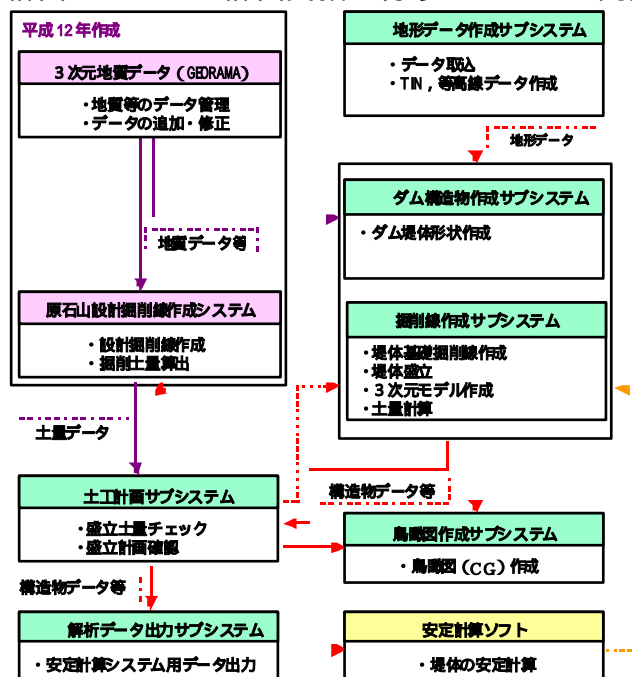 平成12年作成
3次元地質データ（GEORAMA）
・地質等のデータ管理
・データの追加・修正
地質データ等
原石山設計掘削線作成システム
・設計掘削線作成
・掘削土量算出
土量データ
土工計画サブシステム
・盛立土量チェック
・盛立計画確認
構造物データ等
解析データ出力サブシステム
・安定計算システム用データ出力
地形データ作成サブシステム
・データ取込
・TIN，等高線データ作成
地形データ
ダム構造物作成サブシステム
・ダム堤体形状作成
掘削線作成サブシステム
・堤体基礎掘削線作成
・堤体盛立
・3次元モデル作成
・土量計算
構造物データ等
鳥瞰図作成サブシステム
・鳥瞰図（CG）作成
安定計算ソフト
・堤体の安定計算